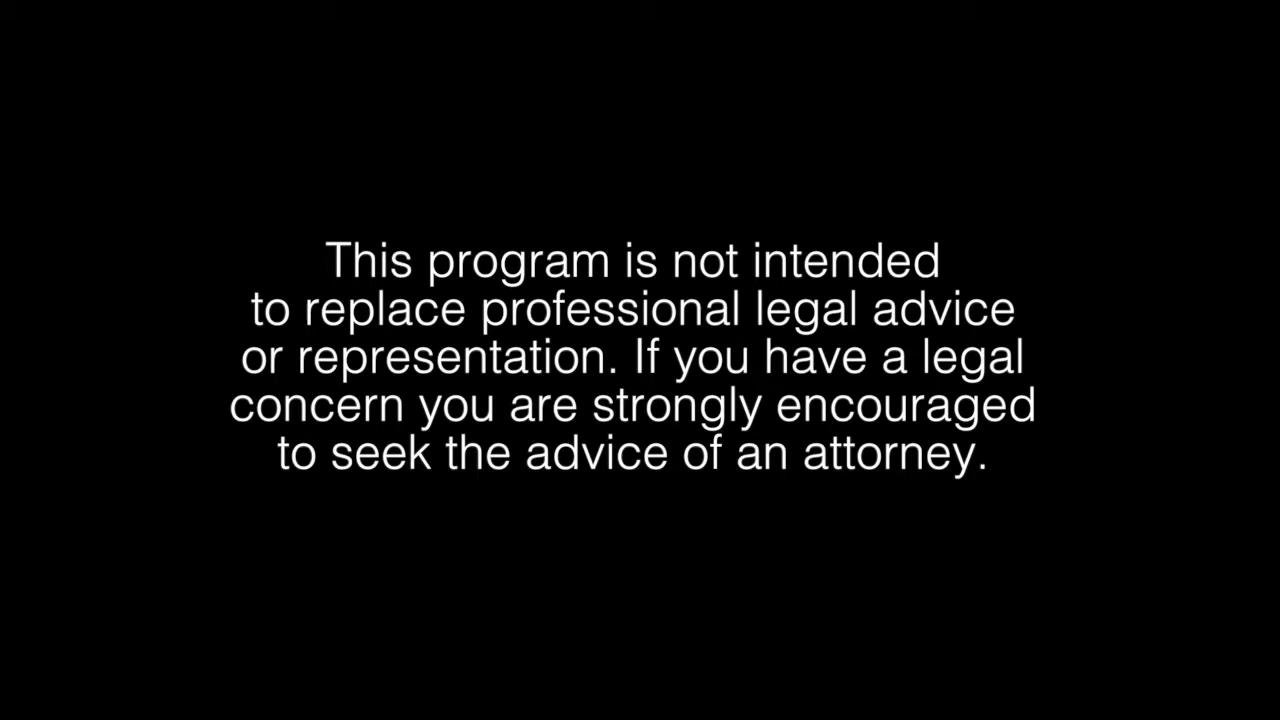 This program is not intended
to replace professional legal advice
or representation. If you have a legal
concern you are strongly encouraged
to seek the advice of an attorney.